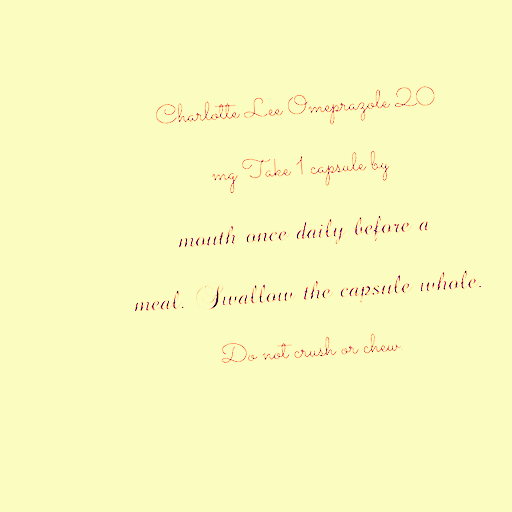 Charlotte Lee Omeprazole 20
mg Take 1 capsule by
mouth once daily before a
meal. Swallow the capsule whole.
Do not crush or chew.